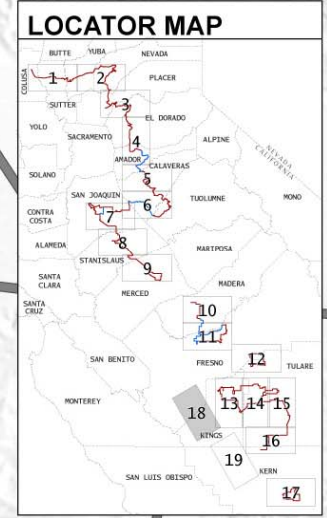 LOCATOR MAP
BUTTE YUBA NEVADA
COLUSA 1 2 PLACER
SUTTER 3
EL DORADO
YOLO
SACRAMENTO 4 ALPINE
AMADOR
NEVADA
CALIFORNIA
CALAVERAS
SOLANO 5
SAN JOAQUIN TUOLUMNE MONO
6
CONTRA
COSTA 7
ALAMEDA 8
MARIPOSA
STANISLAUS 9
SANTA
CLARA
MERCED MADERA
SANTA
CRUZ 10
11
SAN BENITO FRESNO 12
TULARE
MONTEREY 13 14 15
18
KINGS 16
19 KERN
SAN LUIS OBISPO
17